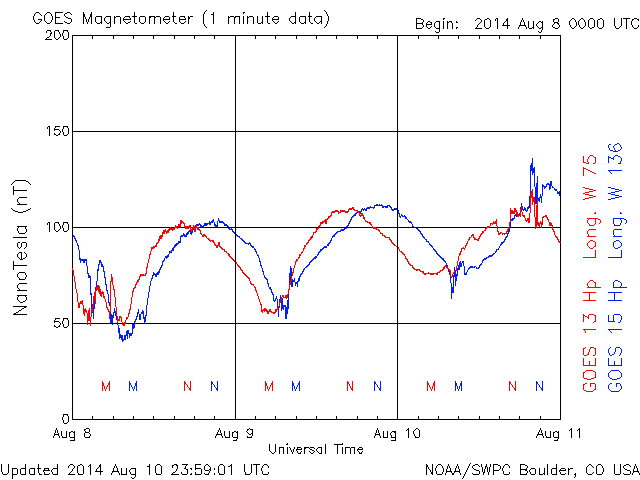 GOES Magnetometer (1 minute data)
Begin: 2014 Aug 8 0000 UTC
200
150
100
50
0
NanoTesla (nT)
M M N N M M N N M M N N
Aug 8 Aug 9 Aug 10 Aug 11
Universal Time
GOES 13 Hp Long. W 75
GOES 15 Hp Long. W 136
Updated 2014 Aug 10 23:59:01 UTC
NOAA/SWPC Boulder, CO USA